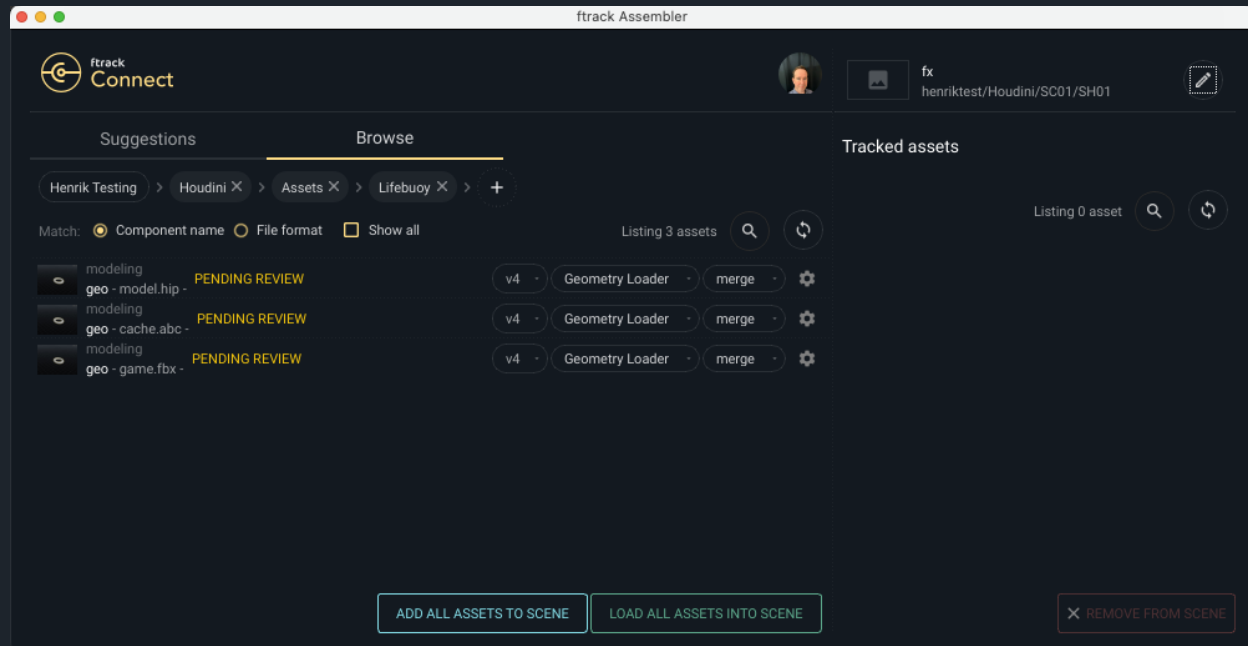 ftrack Assembler
ftrack
Connect
fx
henriktest/Houdini/SC01/SH01
Suggestions
Browse
Tracked assets
Henrik Testing > Houdini × > Assets × > Lifebuoy × > +
Match: Component name File format Show all
Listing 3 assets
Listing 0 asset
modeling
geo - model.hip - PENDING REVIEW v4 Geometry Loader merge
modeling
geo - cache.abc - PENDING REVIEW v4 Geometry Loader merge
modeling
geo - game.fbx - PENDING REVIEW v4 Geometry Loader merge
ADD ALL ASSETS TO SCENE
LOAD ALL ASSETS INTO SCENE
× REMOVE FROM SCENE